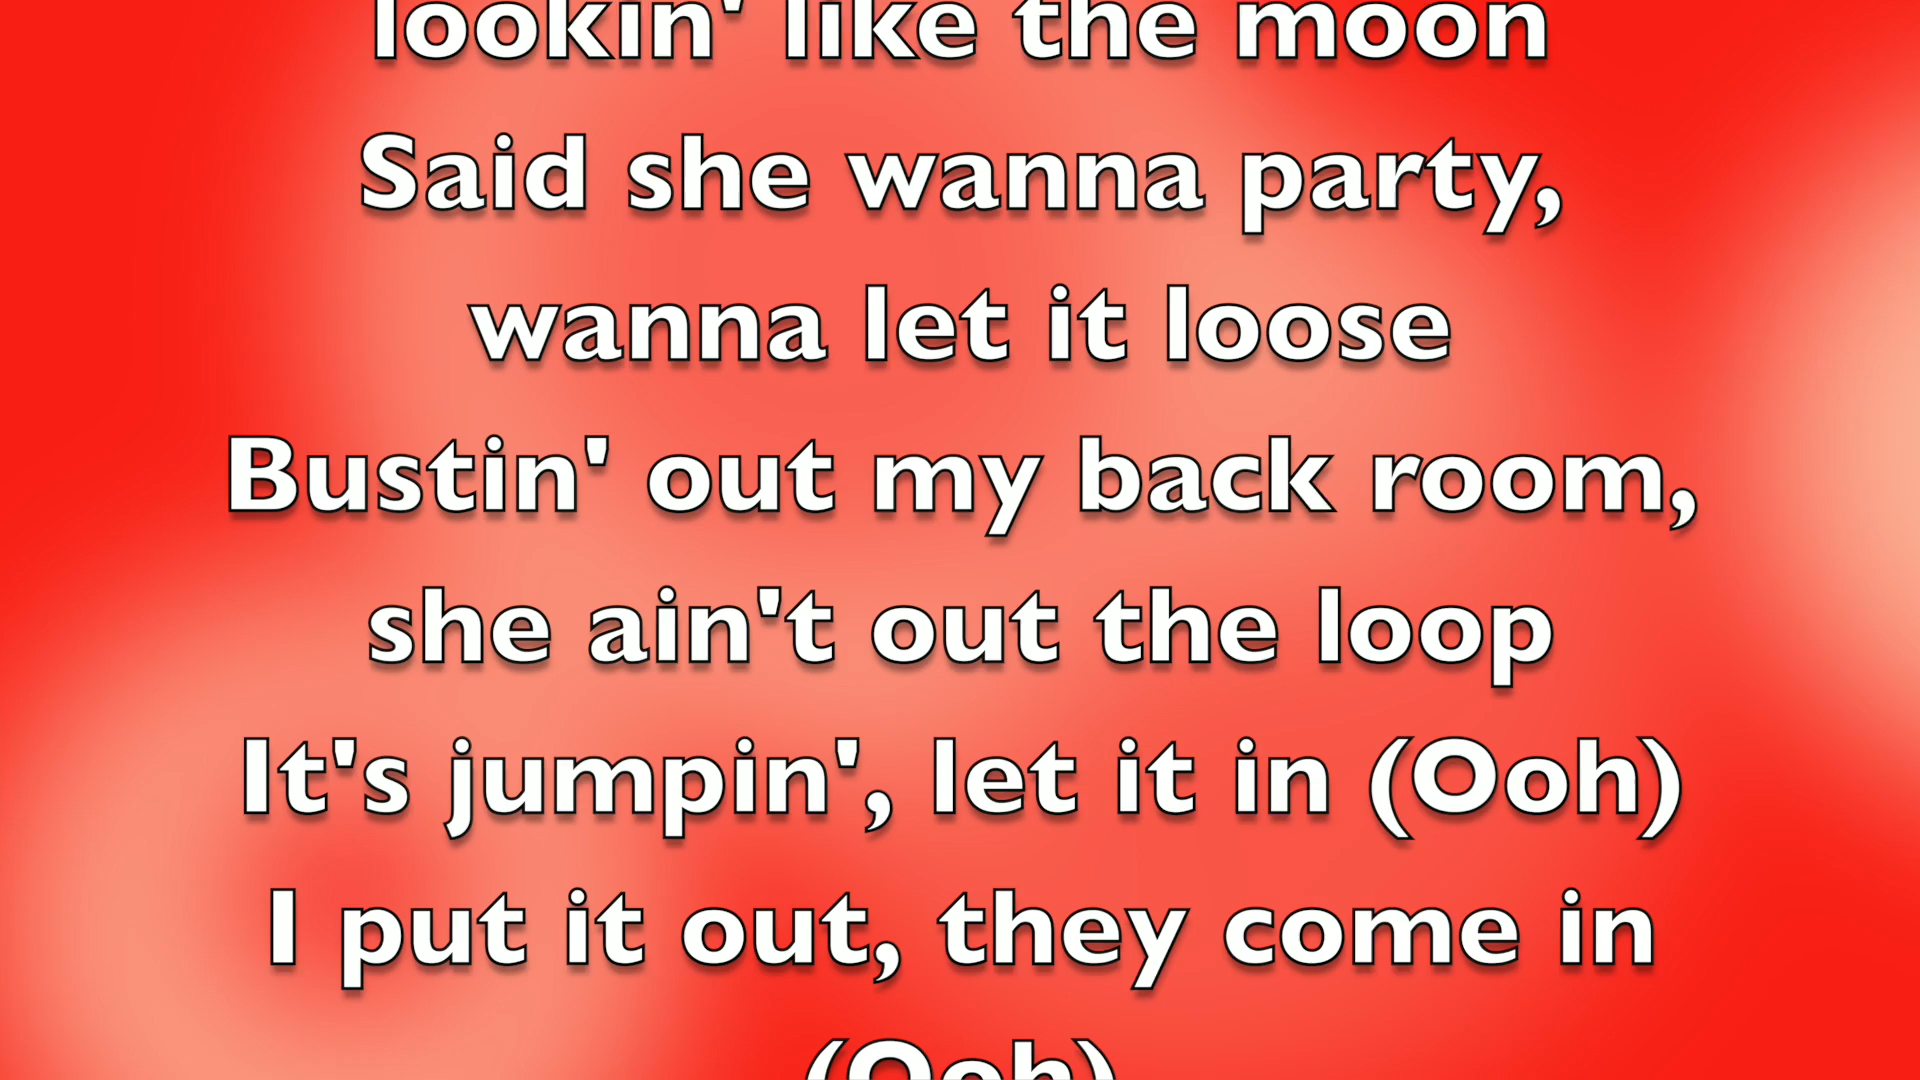 lookin' like the moon
Said she wanna party,
wanna let it loose
Bustin' out my back room,
she ain't out the loop
It's jumpin', let it in (Ooh)
I put it out, they come in
(Ooh)